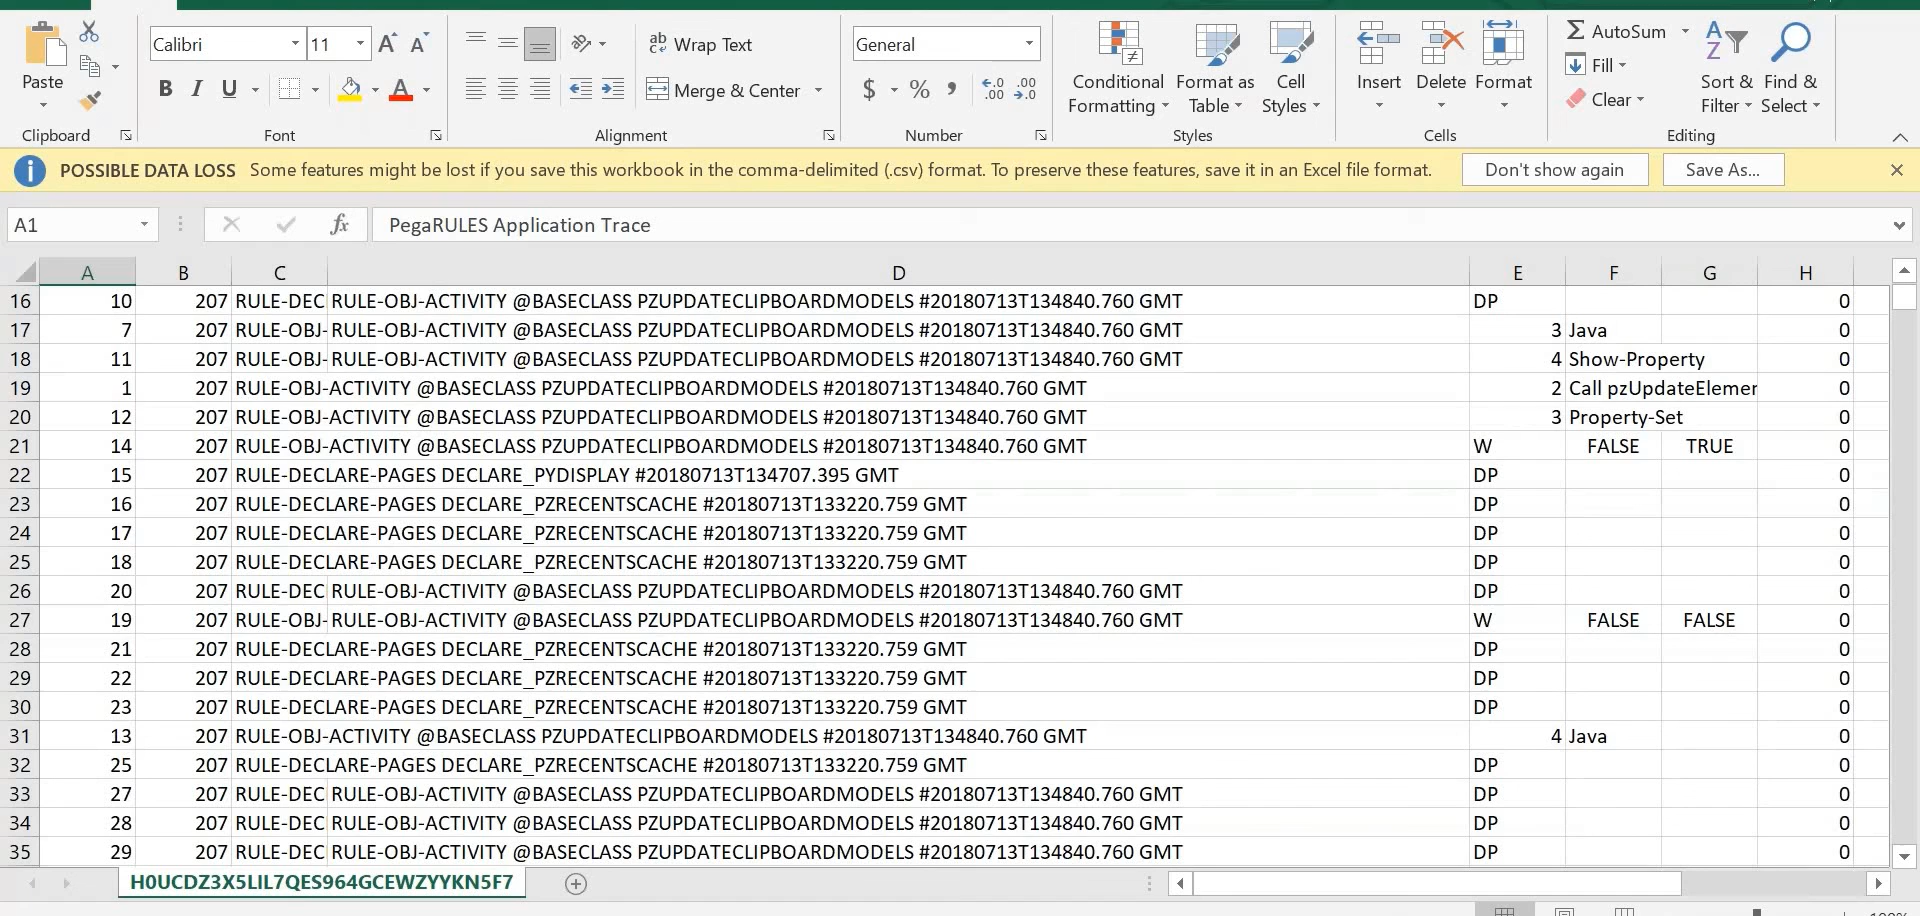 Calibri 11 Wrap Text General AutoSum
Paste Conditional Format as Cell Insert Delete Format Fill Sort & Find &
B I U A Merge & Center $ % , .00 .00 Formatting Table Styles Clear Filter Select
Clipboard Font Alignment Number Styles Cells Editing
POSSIBLE DATA LOSS Some features might be lost if you save this workbook in the comma-delimited (.csv) format. To preserve these features, save it in an Excel file format. Don't show again Save As...
A1 fx PegaRULES Application Trace
A B C D E F G H
16 10 207 RULE-DEC RULE-OBJ-ACTIVITY @BASECLASS PZUPDATECLIPBOARDMODELS #20180713T134840.760 GMT DP 0
17 7 207 RULE-OBJ- RULE-OBJ-ACTIVITY @BASECLASS PZUPDATECLIPBOARDMODELS #20180713T134840.760 GMT 3 Java 0
18 11 207 RULE-OBJ- RULE-OBJ-ACTIVITY @BASECLASS PZUPDATECLIPBOARDMODELS #20180713T134840.760 GMT 4 Show-Property 0
19 1 207 RULE-OBJ-ACTIVITY @BASECLASS PZUPDATECLIPBOARDMODELS #20180713T134840.760 GMT 2 Call pzUpdateElemer 0
20 12 207 RULE-OBJ-ACTIVITY @BASECLASS PZUPDATECLIPBOARDMODELS #20180713T134840.760 GMT 3 Property-Set 0
21 14 207 RULE-OBJ-ACTIVITY @BASECLASS PZUPDATECLIPBOARDMODELS #20180713T134840.760 GMT W FALSE TRUE 0
22 15 207 RULE-DECLARE-PAGES DECLARE_PYDISPLAY #20180713T134707.395 GMT DP 0
23 16 207 RULE-DECLARE-PAGES DECLARE_PZRECENTSCACHE #20180713T133220.759 GMT DP 0
24 17 207 RULE-DECLARE-PAGES DECLARE_PZRECENTSCACHE #20180713T133220.759 GMT DP 0
25 18 207 RULE-DECLARE-PAGES DECLARE_PZRECENTSCACHE #20180713T133220.759 GMT DP 0
26 20 207 RULE-DEC RULE-OBJ-ACTIVITY @BASECLASS PZUPDATECLIPBOARDMODELS #20180713T134840.760 GMT DP 0
27 19 207 RULE-OBJ- RULE-OBJ-ACTIVITY @BASECLASS PZUPDATECLIPBOARDMODELS #20180713T134840.760 GMT W FALSE FALSE 0
28 21 207 RULE-DECLARE-PAGES DECLARE_PZRECENTSCACHE #20180713T133220.759 GMT DP 0
29 22 207 RULE-DECLARE-PAGES DECLARE_PZRECENTSCACHE #20180713T133220.759 GMT DP 0
30 23 207 RULE-DECLARE-PAGES DECLARE_PZRECENTSCACHE #20180713T133220.759 GMT DP 0
31 13 207 RULE-OBJ-ACTIVITY @BASECLASS PZUPDATECLIPBOARDMODELS #20180713T134840.760 GMT 4 Java 0
32 25 207 RULE-DECLARE-PAGES DECLARE_PZRECENTSCACHE #20180713T133220.759 GMT DP 0
33 27 207 RULE-DEC RULE-OBJ-ACTIVITY @BASECLASS PZUPDATECLIPBOARDMODELS #20180713T134840.760 GMT DP 0
34 28 207 RULE-DEC RULE-OBJ-ACTIVITY @BASECLASS PZUPDATECLIPBOARDMODELS #20180713T134840.760 GMT DP 0
35 29 207 RULE-DEC RULE-OBJ-ACTIVITY @BASECLASS PZUPDATECLIPBOARDMODELS #20180713T134840.760 GMT DP 0
H0UCDZ3X5LIL7QES964GCEWZYYKN5F7